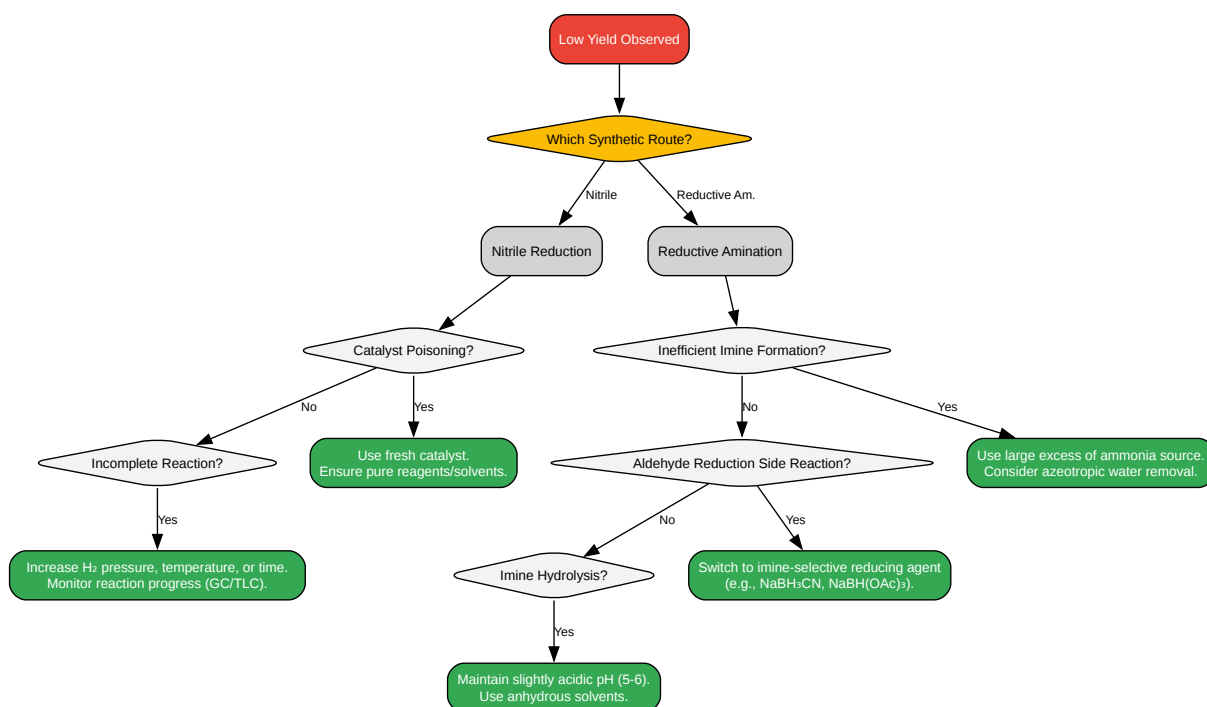 Low Yield Observed
Which Synthetic Route?
Nitrile
Reductive Am.
Nitrile Reduction
Reductive Amination
Catalyst Poisoning?
Inefficient Imine Formation?
No
Yes
No
Yes
Incomplete Reaction?
Use fresh catalyst.
Ensure pure reagents/solvents.
Aldehyde Reduction Side Reaction?
Use large excess of ammonia source.
Consider azeotropic water removal.
Yes
No
Yes
Increase H₂ pressure, temperature, or time.
Monitor reaction progress (GC/TLC).
Imine Hydrolysis?
Switch to imine-selective reducing agent
(e.g., NaBH₃CN, NaBH(OAc)₃).
Yes
Maintain slightly acidic pH (5-6).
Use anhydrous solvents.